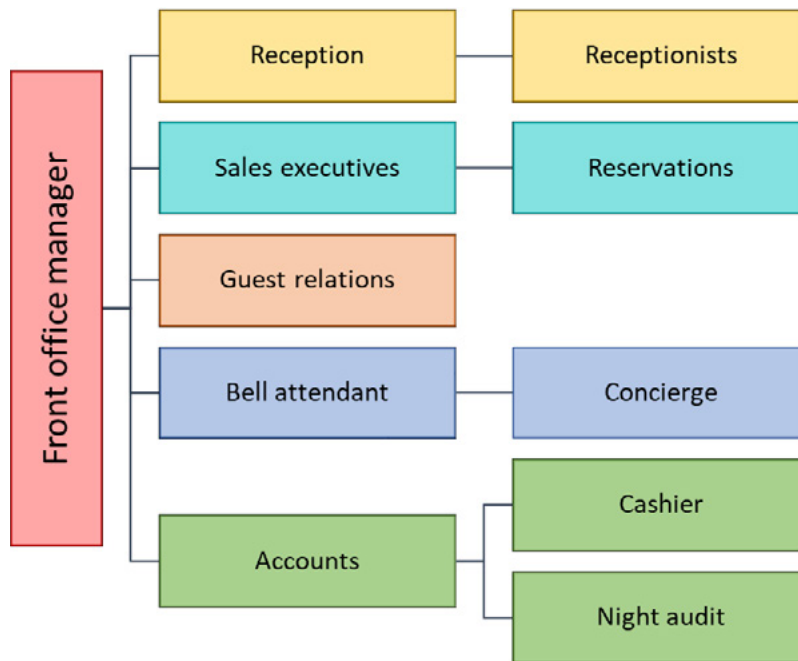 Front office manager
Reception
Receptionists
Sales executives
Reservations
Guest relations
Bell attendant
Concierge
Accounts
Cashier
Night audit